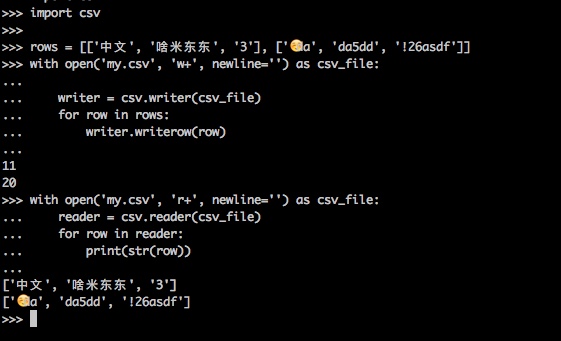 >>> import csv
>>>
>>> rows = [['中文', '啥米东东', '3'], ['🌝da', 'da5dd', '!26asdf']]
>>> with open('my.csv', 'w+', newline='') as csv_file:
...
...     writer = csv.writer(csv_file)
...     for row in rows:
...         writer.writerow(row)
...
11
20
>>> with open('my.csv', 'r+', newline='') as csv_file:
...     reader = csv.reader(csv_file)
...     for row in reader:
...         print(str(row))
...
['中文', '啥米东东', '3']
['🌝da', 'da5dd', '!26asdf']
>>>